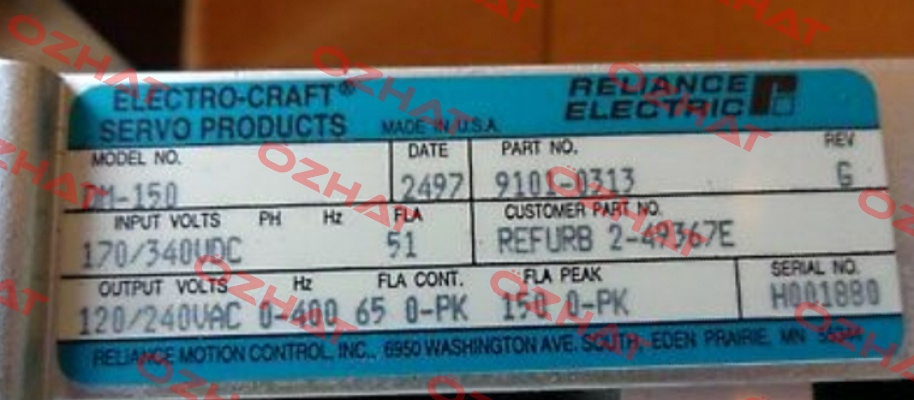 ELECTRO-CRAFT® RELIANCE
SERVO PRODUCTS MADE IN U.S.A. ELECTRIC
MODEL NO. DATE PART NO. REV
DM-150 2497 9101-0313 G
INPUT VOLTS PH Hz FLA CUSTOMER PART NO.
170/340VDC 51 REFURB 2-49367E
OUTPUT VOLTS Hz FLA CONT. FLA PEAK SERIAL NO.
120/240VAC 0-400 65 0-PK 150 0-PK H001880
RELIANCE MOTION CONTROL, INC., 6950 WASHINGTON AVE. SOUTH, EDEN PRAIRIE, MN
OZHAT